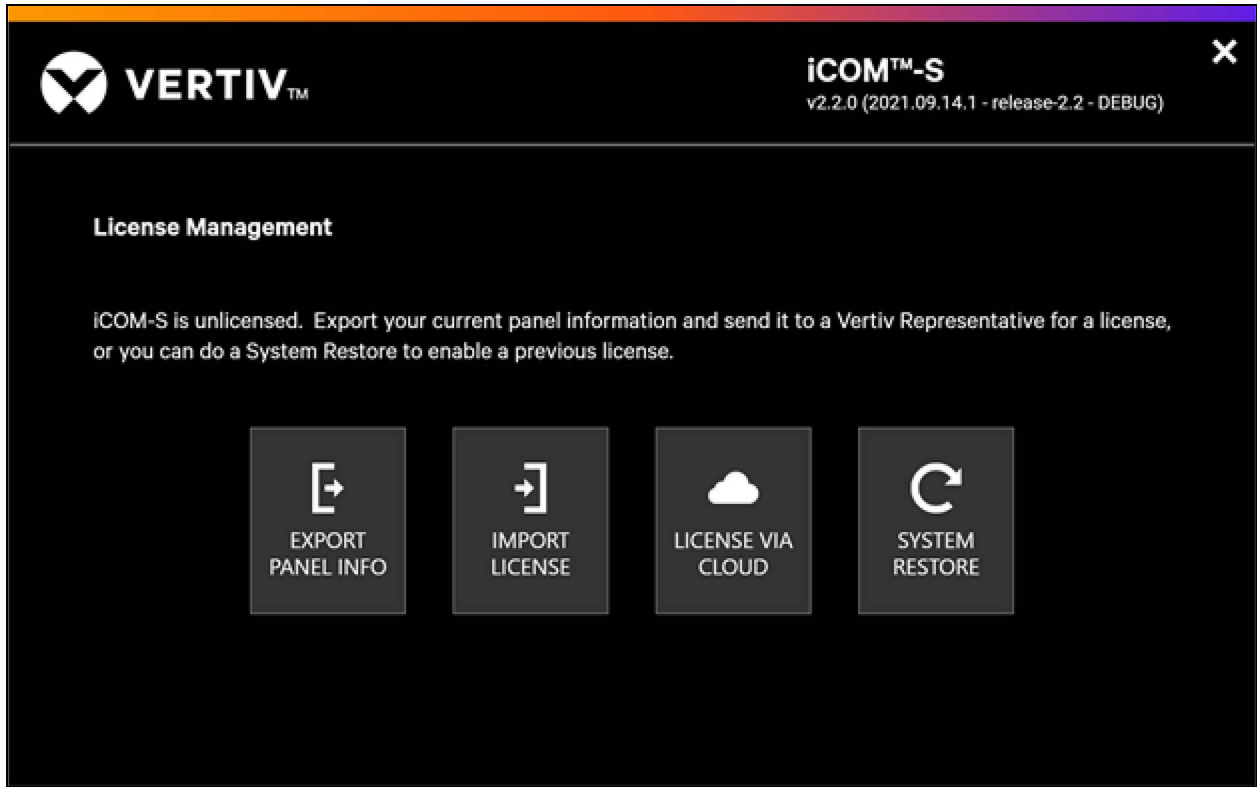 VERTIV™
iCOM™-S
v2.2.0 (2021.09.14.1 - release-2.2 - DEBUG)
License Management
iCOM-S is unlicensed. Export your current panel information and send it to a Vertiv Representative for a license,
or you can do a System Restore to enable a previous license.
EXPORT
PANEL INFO
IMPORT
LICENSE
LICENSE VIA
CLOUD
SYSTEM
RESTORE